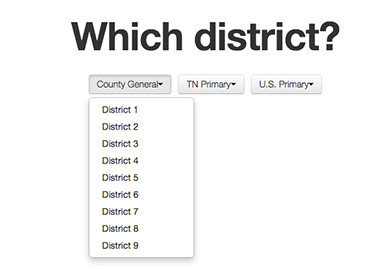 Which district?
County General TN Primary U.S. Primary
District 1
District 2
District 3
District 4
District 5
District 6
District 7
District 8
District 9